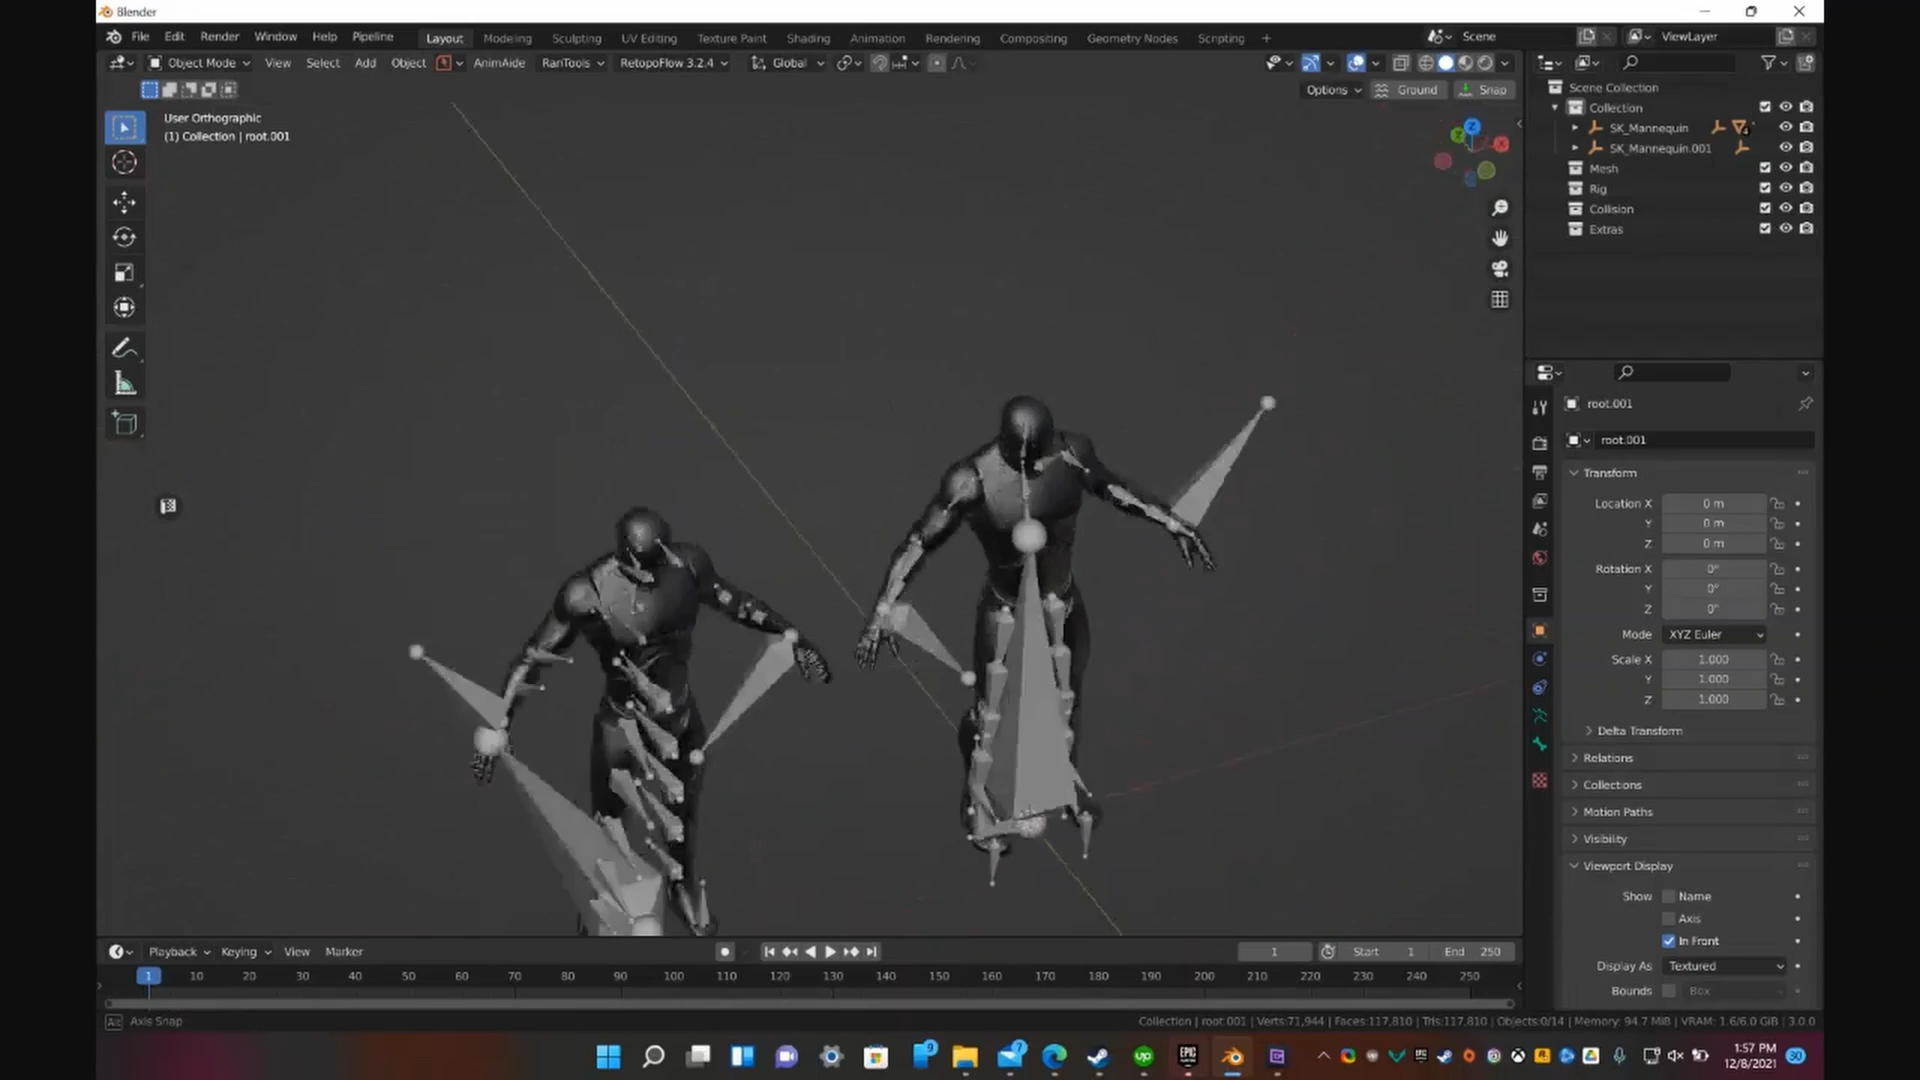 Blender
File Edit Render Window Help Pipeline Layout Modeling Sculpting UV Editing Texture Paint Shading Animation Rendering Compositing Geometry Nodes Scripting + Scene ViewLayer
Object Mode View Select Add Object AnimAide RanTools RetopoFlow 3.2.4 Global
Options Ground Snap
User Orthographic
(1) Collection | root.001
Z
X
Scene Collection
Collection
SK_Mannequin
SK_Mannequin.001
Mesh
Rig
Collision
Extras
root.001
root.001
Transform
Location X 0 m
Y 0 m
Z 0 m
Rotation X 0°
Y 0°
Z 0°
Mode XYZ Euler
Scale X 1.000
Y 1.000
Z 1.000
Delta Transform
Relations
Collections
Motion Paths
Visibility
Viewport Display
Show Name
Axis
In Front
Display As Textured
Bounds Box
Playback Keying View Marker 1 Start 1 End 250
1 10 20 30 40 50 60 70 80 90 100 110 120 130 140 150 160 170 180 190 200 210 220 230 240 250
Alt Axis Snap
Collection | root.001 | Verts:71,944 | Faces:117,810 | Tris:117,810 | Objects:0/14 | Memory: 94.7 MiB | VRAM: 1.6/6.0 GiB | 3.0.0
9 7 up EPIC
1:57 PM
12/8/2021
30